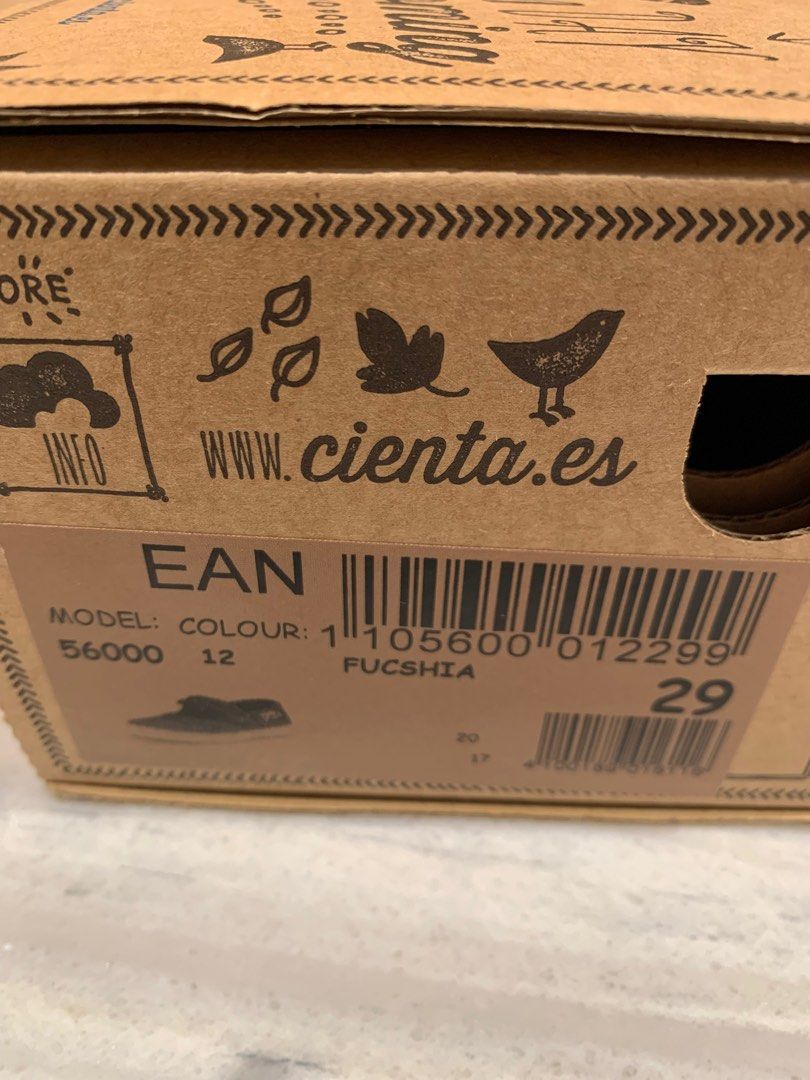 ORE
INFO
www.cienta.es
EAN
MODEL: COLOUR: 1 105600 012299
56000 12 FUCSHIA
29
20
17